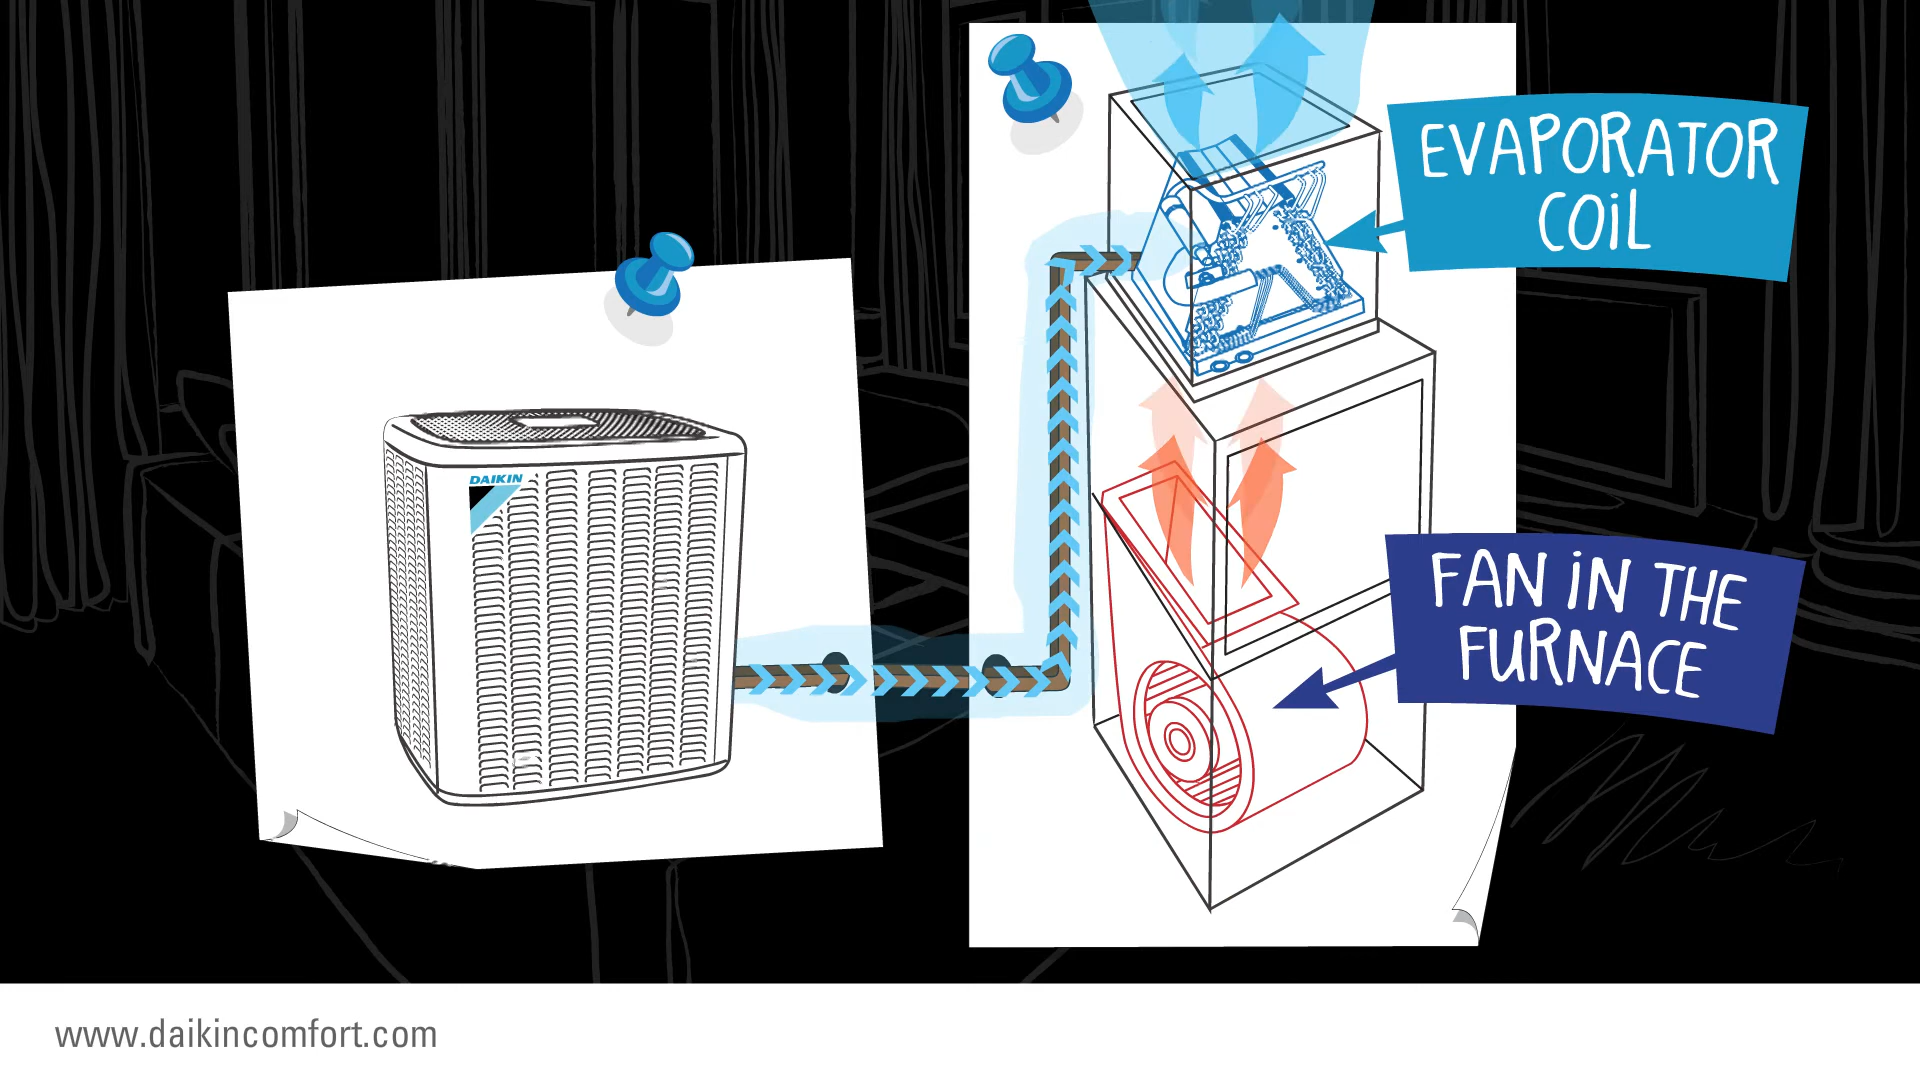 EVAPORATOR
COiL
DAIKIN
FAN iN THE
FURNACE
www.daikincomfort.com